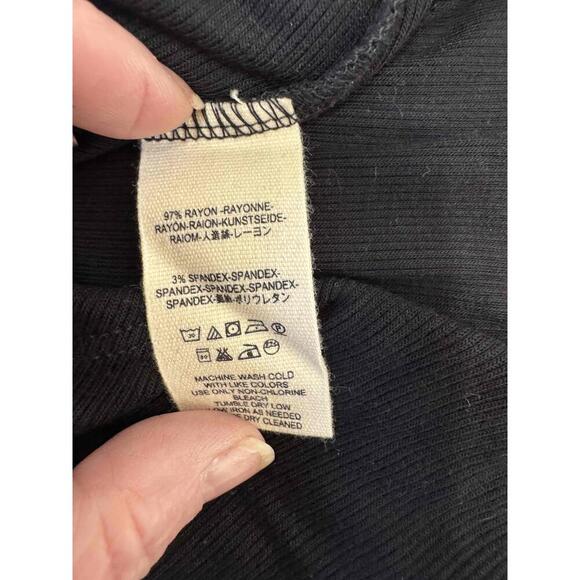 97% RAYON -RAYONNE-
RAYÓN-RAION-KUNSTSEIDE-
RAIOM-人造絲-レーヨン
3% SPANDEX-SPANDEX-
SPANDEX-SPANDEX-SPANDEX-
SPANDEX-ポリウレタン
30
MACHINE WASH COLD
WITH LIKE COLORS
USE ONLY NON-CHLORINE
BLEACH
TUMBLE DRY LOW
IRON AS NEEDED
DRY CLEANED